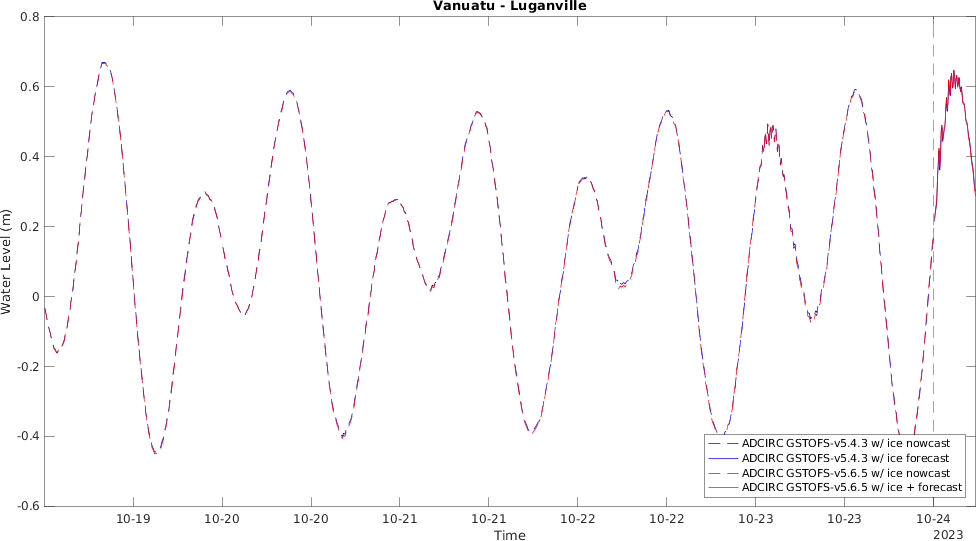 Vanuatu - Luganville
Water Level (m)
0.8
0.6
0.4
0.2
0
-0.2
-0.4
-0.6
ADCIRC GSTOFS-v5.4.3 w/ ice nowcast
ADCIRC GSTOFS-v5.4.3 w/ ice forecast
ADCIRC GSTOFS-v5.6.5 w/ ice nowcast
ADCIRC GSTOFS-v5.6.5 w/ ice + forecast
10-19 10-20 10-20 10-21 10-21 10-22 10-22 10-23 10-23 10-24
Time
2023